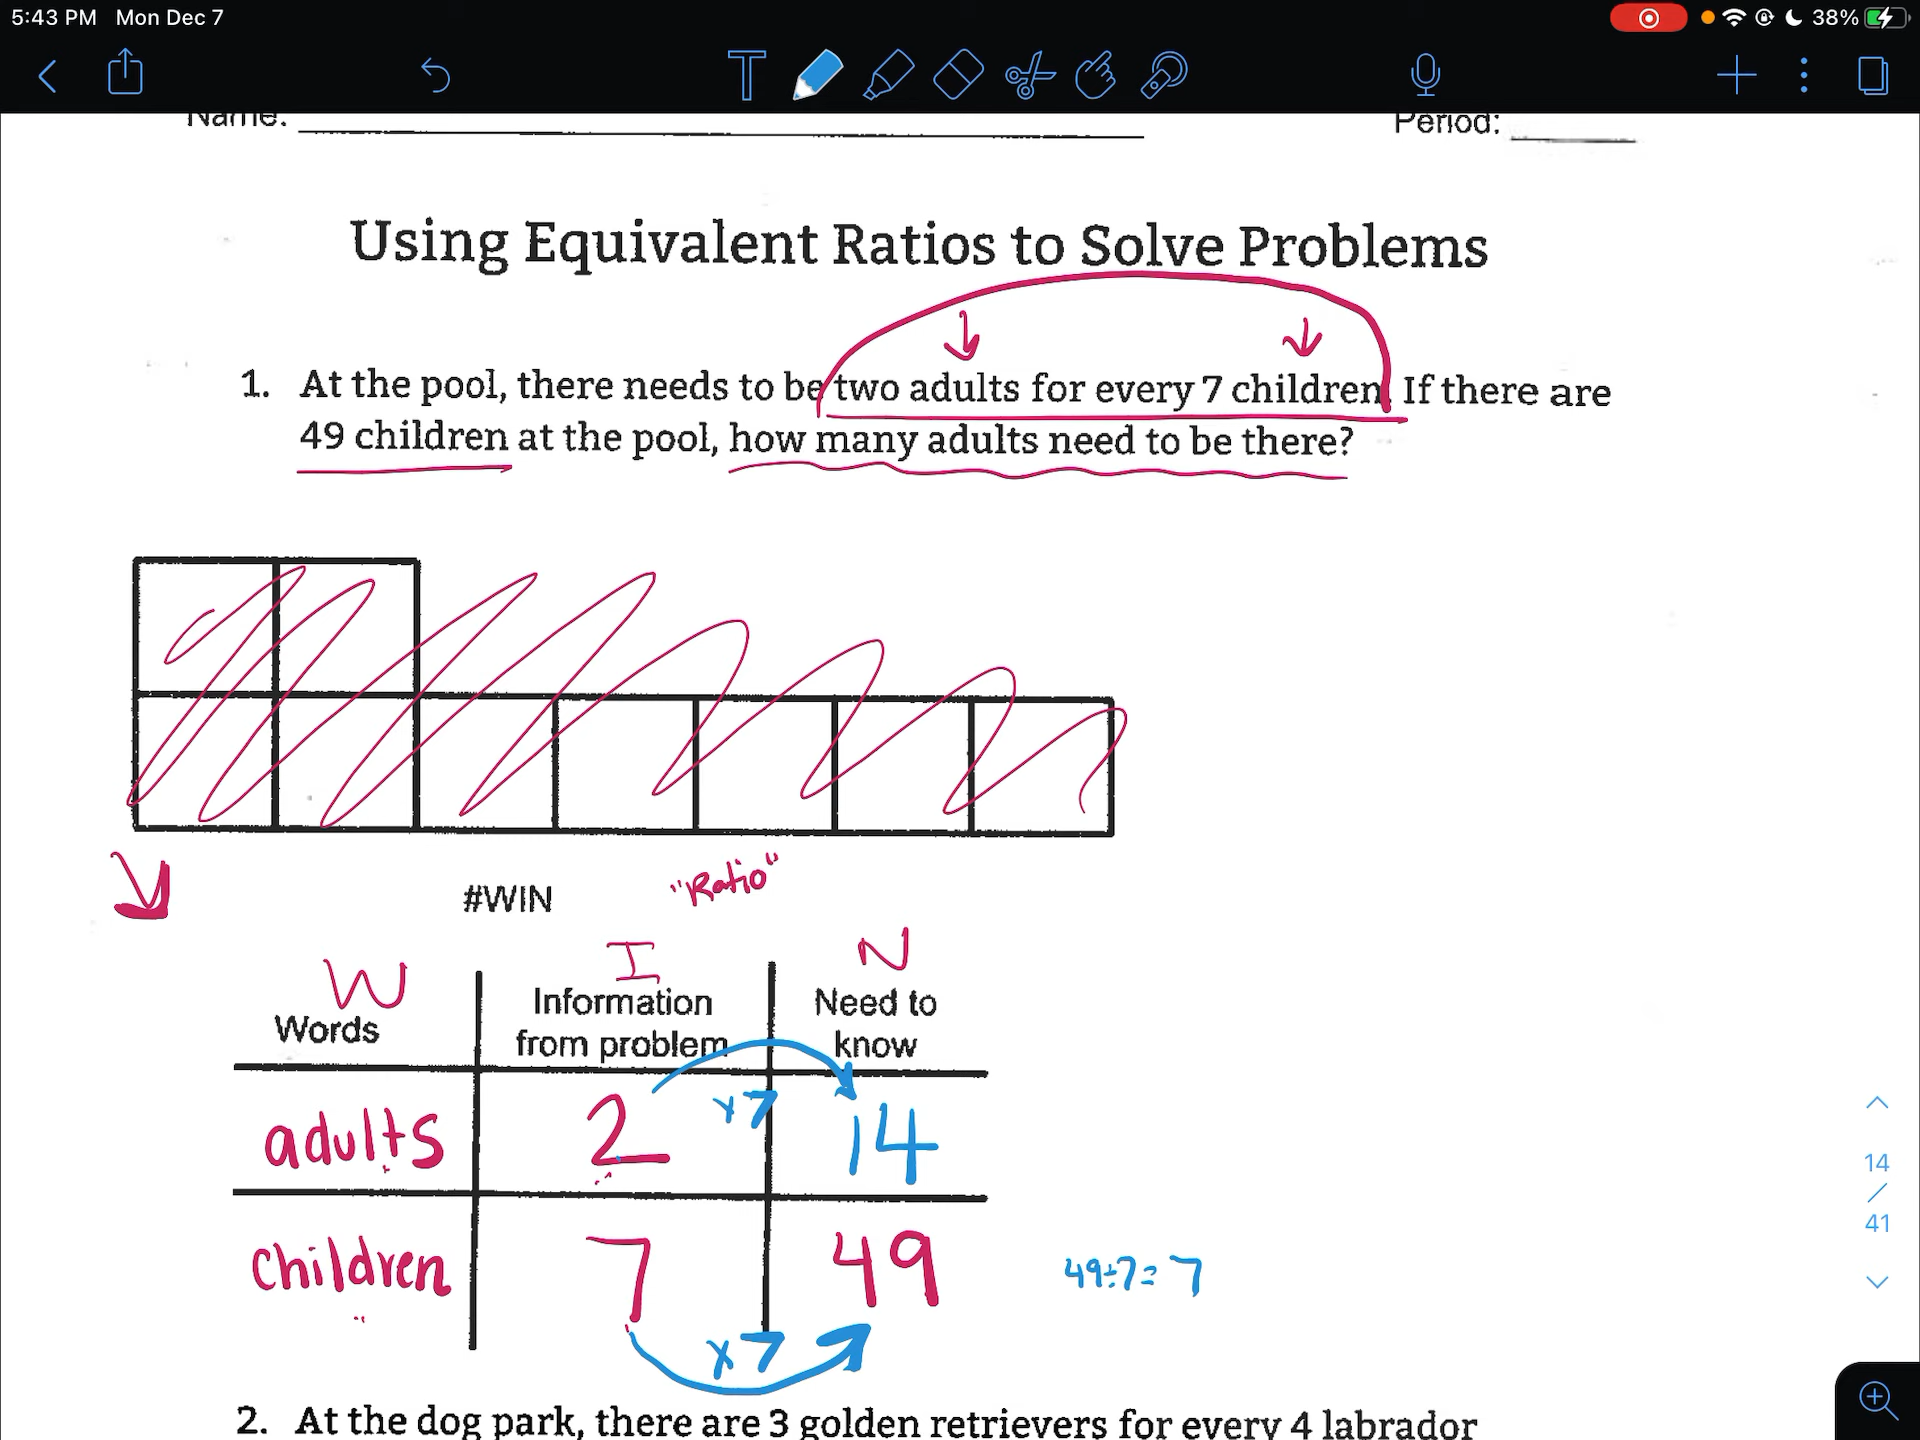 5:43 PM Mon Dec 7
38%
T
Name:
Period:
Using Equivalent Ratios to Solve Problems
1. At the pool, there needs to be two adults for every 7 children. If there are
49 children at the pool, how many adults need to be there?
#WIN
"Ratio"
W I N
Words
Information
from problem
Need to
know
adults 2 x7 14
children 7 49
49÷7=7
x7
14
/
41
2. At the dog park, there are 3 golden retrievers for every 4 labrador